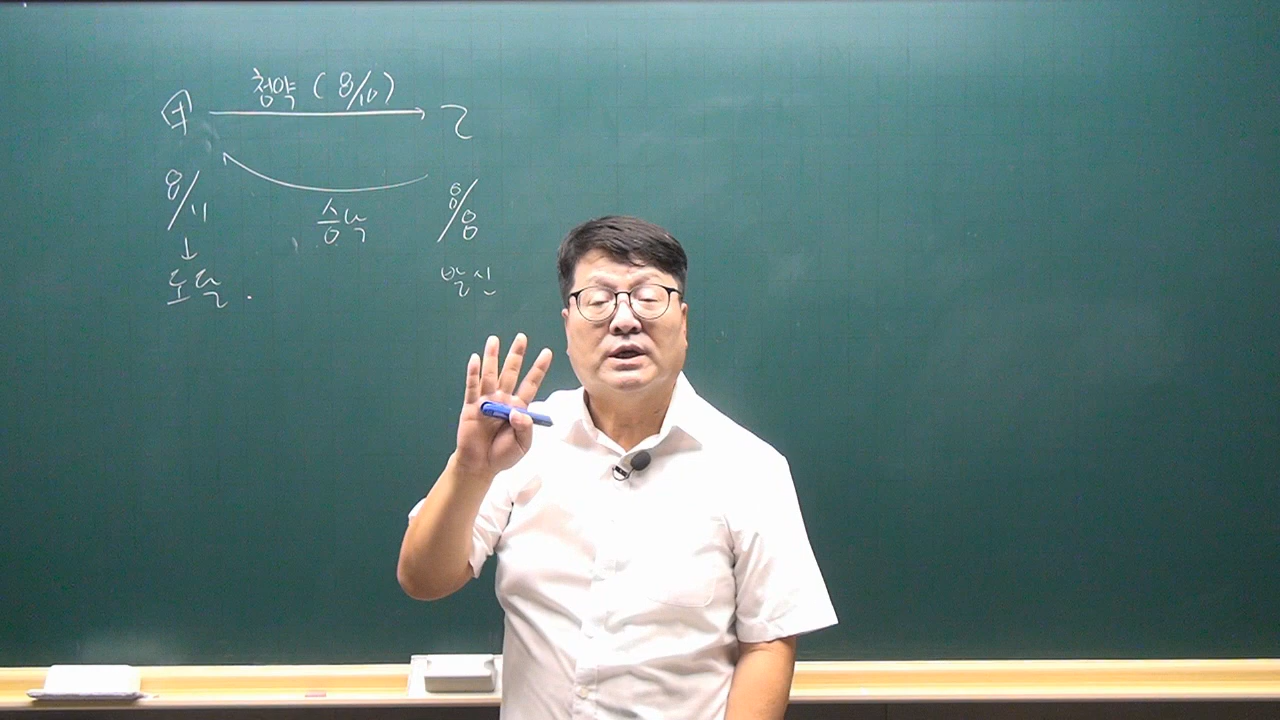 청약 (8/10)
甲 → 乙
8/11 승낙 8/8
↓
도달. 발신